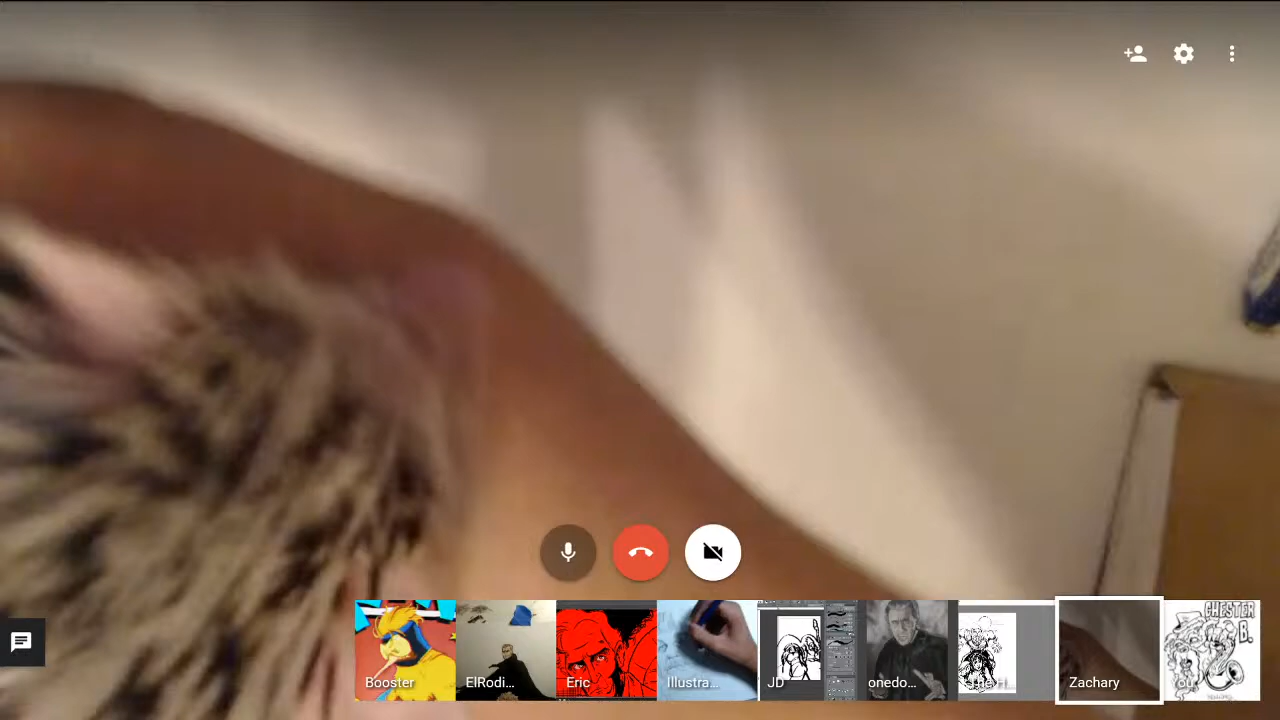 Booster
ElRodi...
Eric
Illustra...
JD
onedo...
Zachary
CHESTER
B.